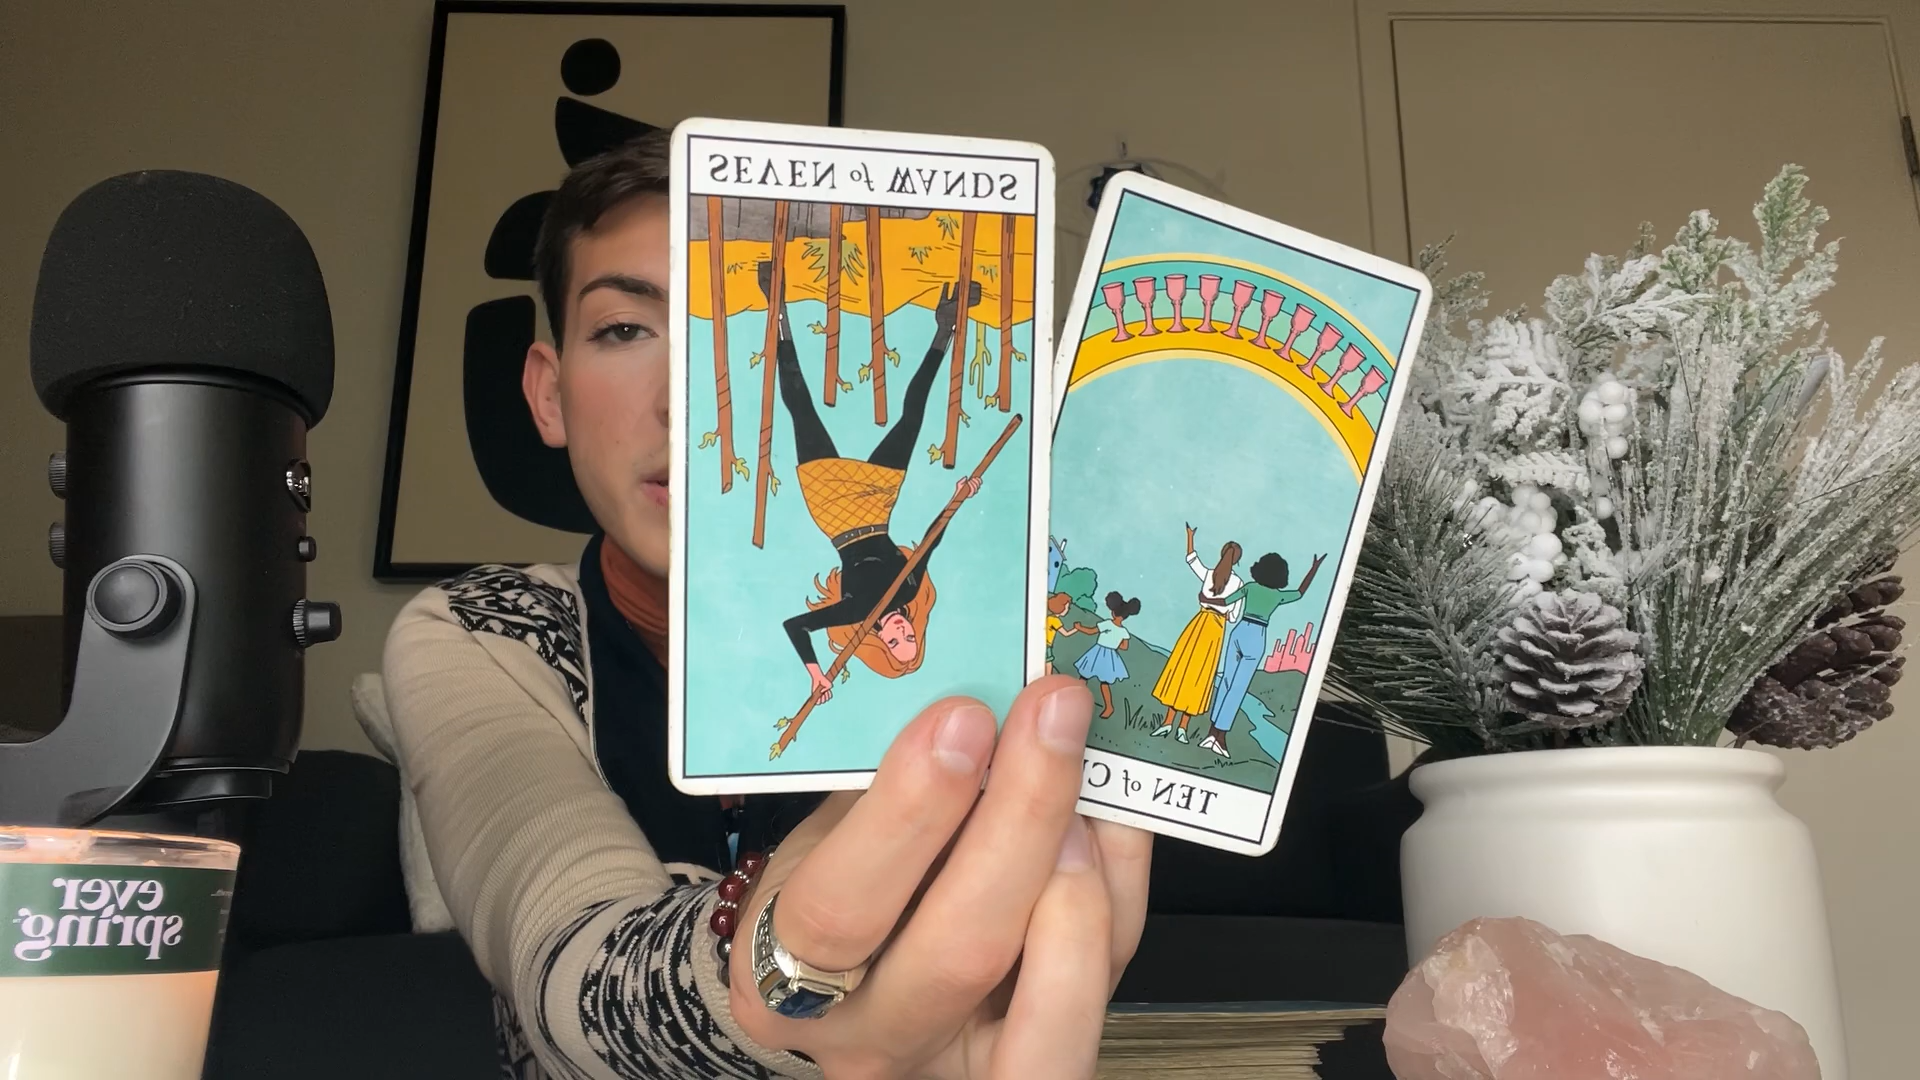 SEVEN of WANDS
TEN of C
ever
spring